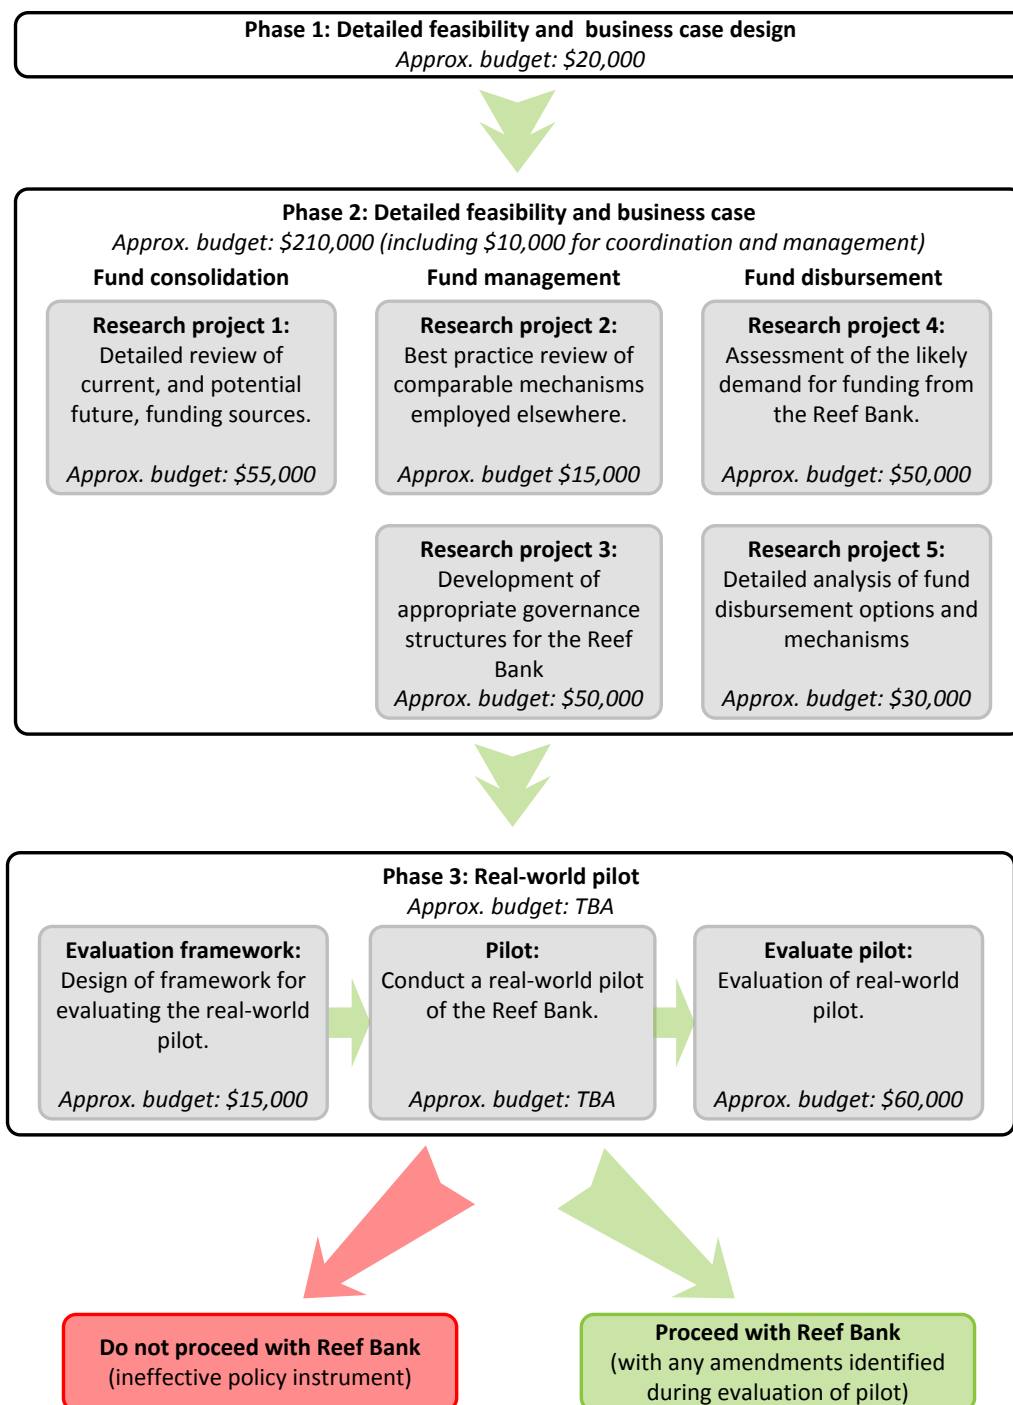 Phase 1: Detailed feasibility and  business case design
Approx. budget: $20,000
Phase 2: Detailed feasibility and business case
Approx. budget: $210,000 (including $10,000 for coordination and management)
Fund consolidation
Research project 1:
Detailed review of
current, and potential
future, funding sources.
Approx. budget: $55,000
Fund management
Research project 2:
Best practice review of
comparable mechanisms
employed elsewhere.
Approx. budget $15,000
Research project 3:
Development of
appropriate governance
structures for the Reef
Bank
Approx. budget: $50,000
Fund disbursement
Research project 4:
Assessment of the likely
demand for funding from
the Reef Bank.
Approx. budget: $50,000
Research project 5:
Detailed analysis of fund
disbursement options and
mechanisms
Approx. budget: $30,000
Phase 3: Real-world pilot
Approx. budget: TBA
Evaluation framework:
Design of framework for
evaluating the real-world
pilot.
Approx. budget: $15,000
Pilot:
Conduct a real-world pilot
of the Reef Bank.
Approx. budget: TBA
Evaluate pilot:
Evaluation of real-world
pilot.
Approx. budget: $60,000
Do not proceed with Reef Bank
(ineffective policy instrument)
Proceed with Reef Bank
(with any amendments identified
during evaluation of pilot)